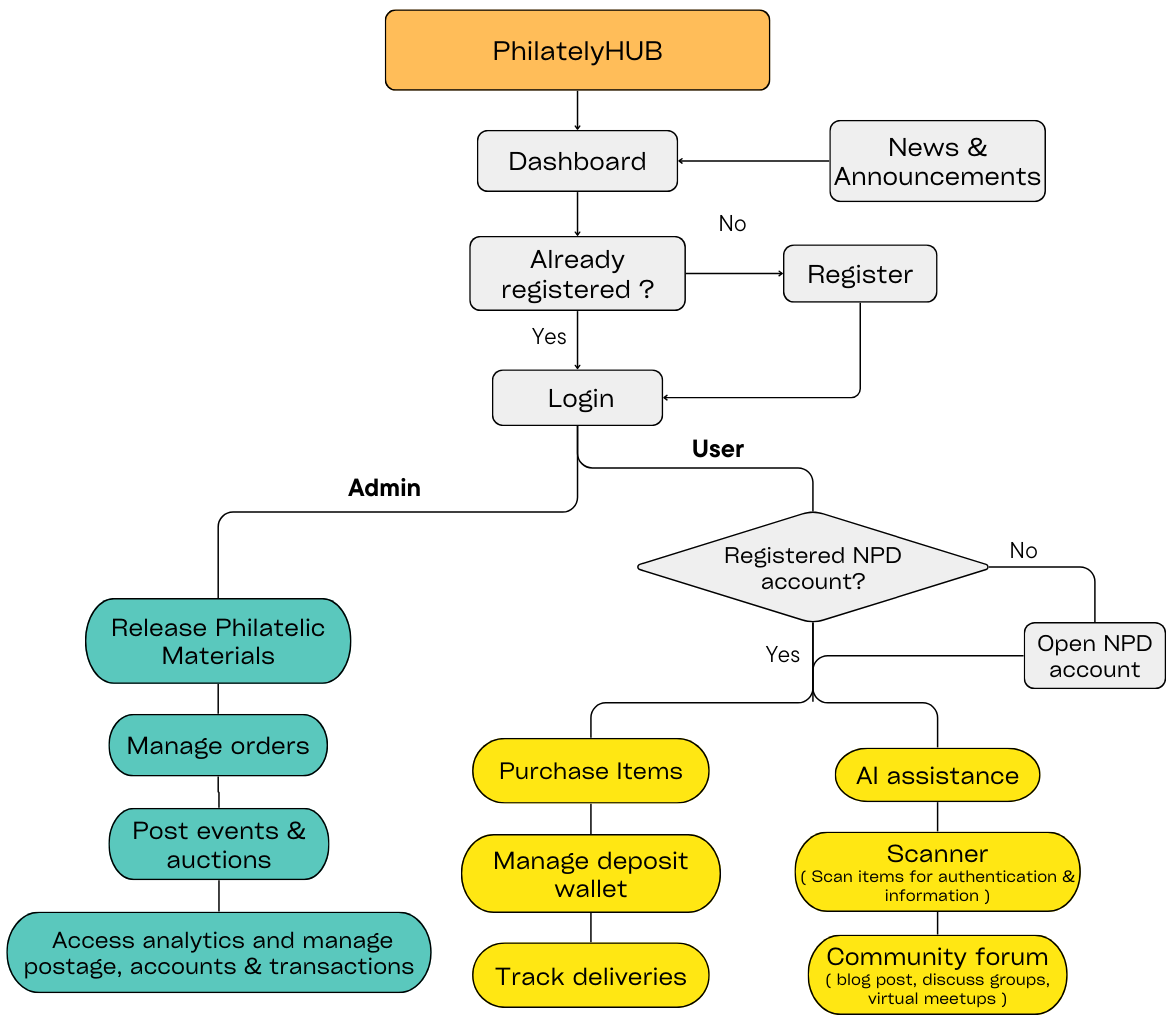 PhilatelyHUB
Dashboard
News &
Announcements
No
Already
registered ?
Register
Yes
Login
User
Admin
Registered NPD
account?
No
Open NPD
account
Yes
Release Philatelic
Materials
Manage orders
Post events &
auctions
Access analytics and manage
postage, accounts & transactions
Purchase Items
Manage deposit
wallet
Track deliveries
AI assistance
Scanner
( Scan items for authentication &
information )
Community forum
( blog post, discuss groups,
virtual meetups )